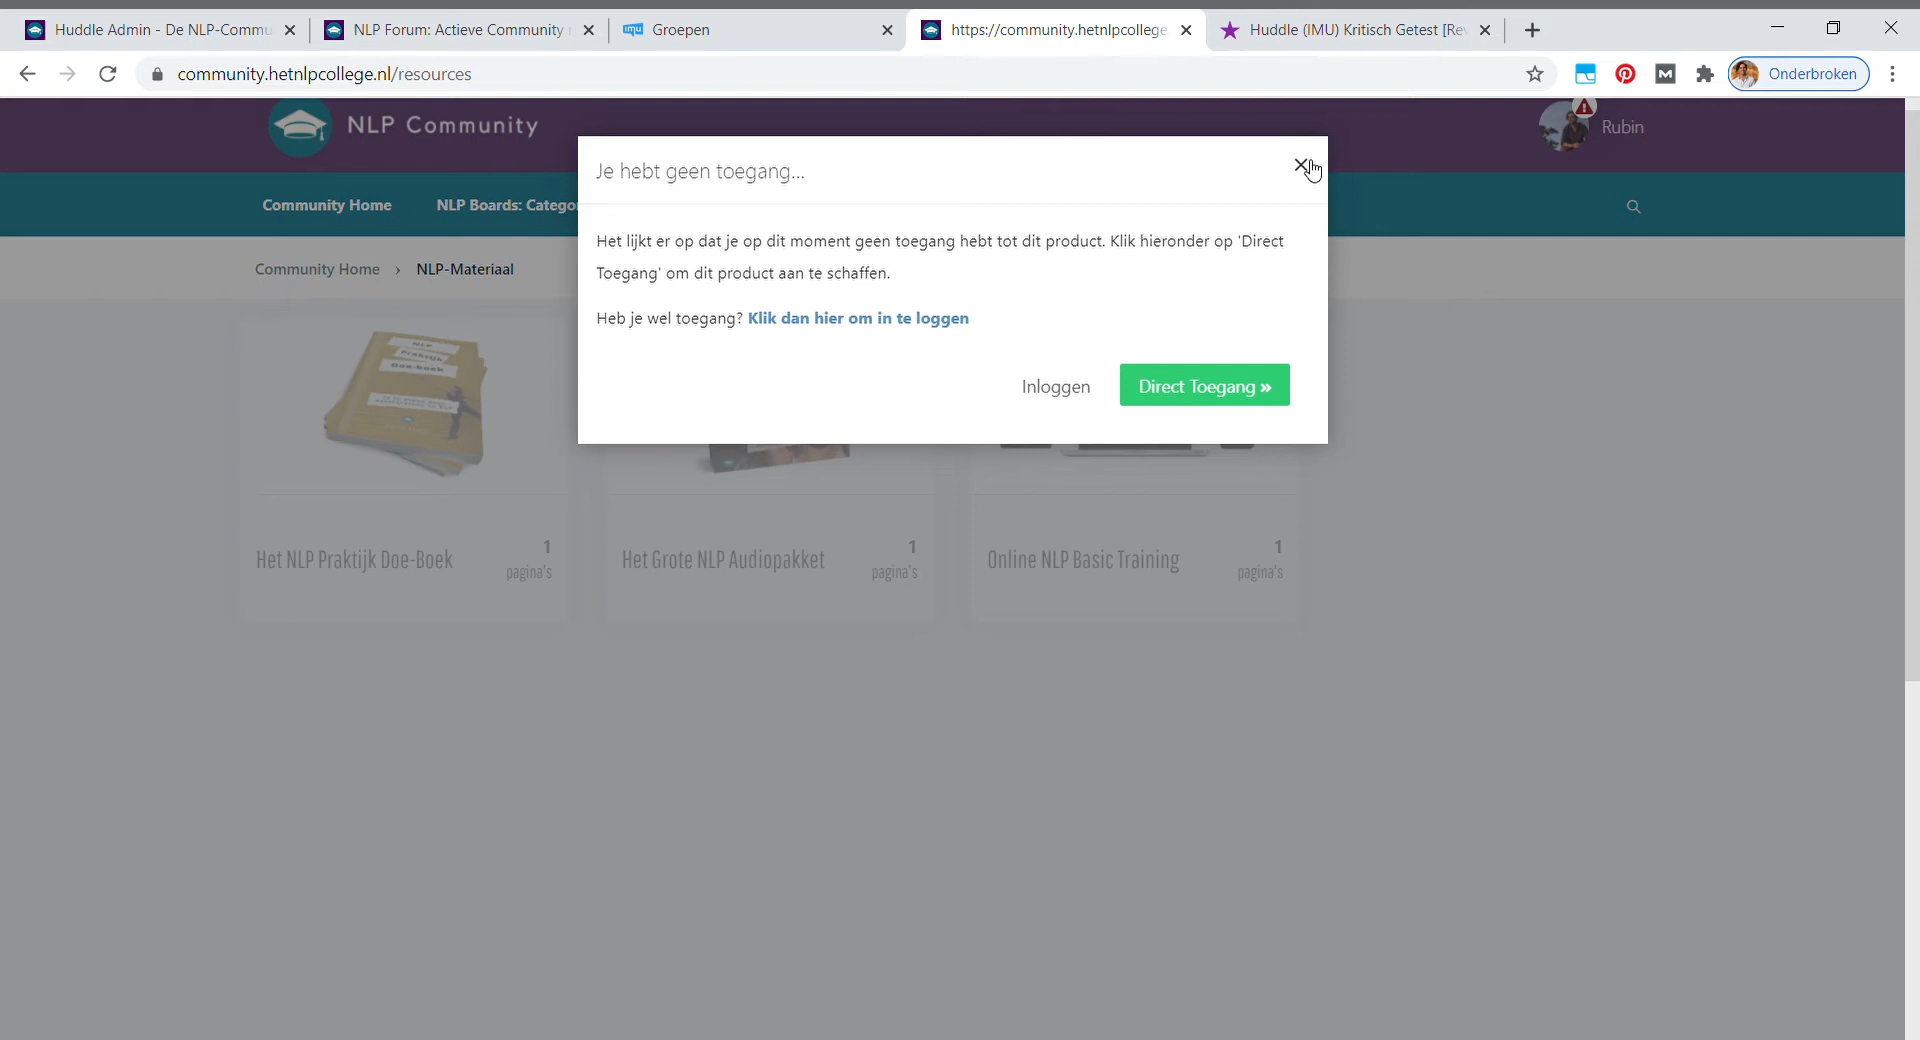 Huddle Admin - De NLP-Commu
NLP Forum: Actieve Community
Groepen
https://community.hetnlpcollege
Huddle (IMU) Kritisch Getest [Rev
community.hetnlpcollege.nl/resources
Onderbroken
NLP Community
Rubin
Je hebt geen toegang...
Community Home
NLP Boards: Catego
Het lijkt er op dat je op dit moment geen toegang hebt tot dit product. Klik hieronder op 'Direct
Toegang' om dit product aan te schaffen.
Community Home › NLP-Materiaal
Heb je wel toegang? Klik dan hier om in te loggen
NLP
Praktijk
Doe-boek
Inloggen
Direct Toegang »
Het NLP Praktijk Doe-Boek
1
pagina's
Het Grote NLP Audiopakket
1
pagina's
Online NLP Basic Training
1
pagina's